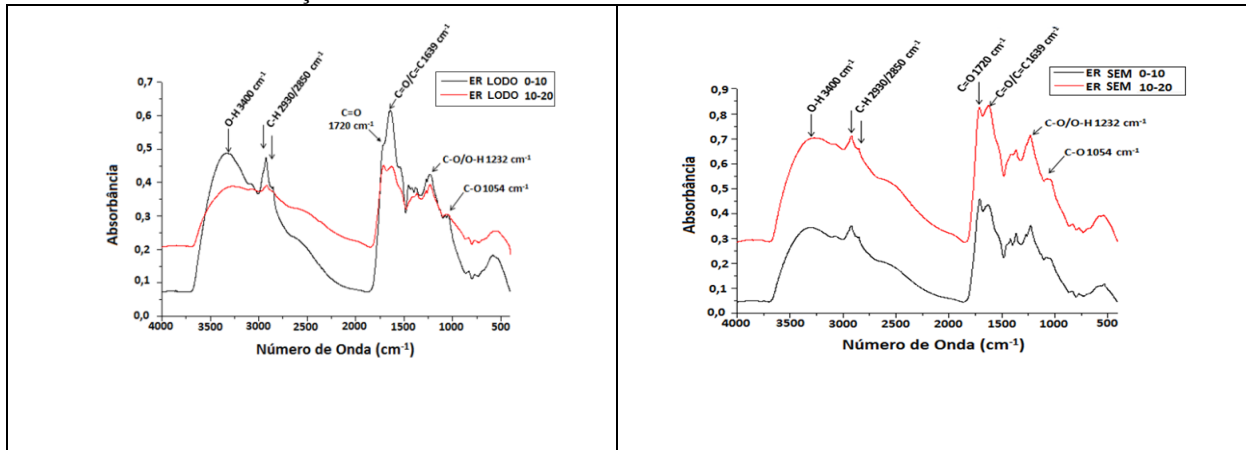 O-H 3400 cm⁻¹
C-H 2930/2850 cm⁻¹
C=O
1720 cm⁻¹
C=O/C=C 1639 cm⁻¹
ER LODO 0-10
ER LODO 10-20
C-O/O-H 1232 cm⁻¹
C-O 1054 cm⁻¹
Absorbância
0,7
0,6
0,5
0,4
0,3
0,2
0,1
0,0
4000 3500 3000 2500 2000 1500 1000 500
Número de Onda (cm⁻¹)
O-H 3400 cm⁻¹
C-H 2930/2850 cm⁻¹
C=O 1720 cm⁻¹
C=O/C=C 1639 cm⁻¹
ER SEM 0-10
ER SEM 10-20
C-O/O-H 1232 cm⁻¹
C-O 1054 cm⁻¹
Absorbância
0,9
0,8
0,7
0,6
0,5
0,4
0,3
0,2
0,1
0,0
4000 3500 3000 2500 2000 1500 1000 500
Número de Onda (cm⁻¹)